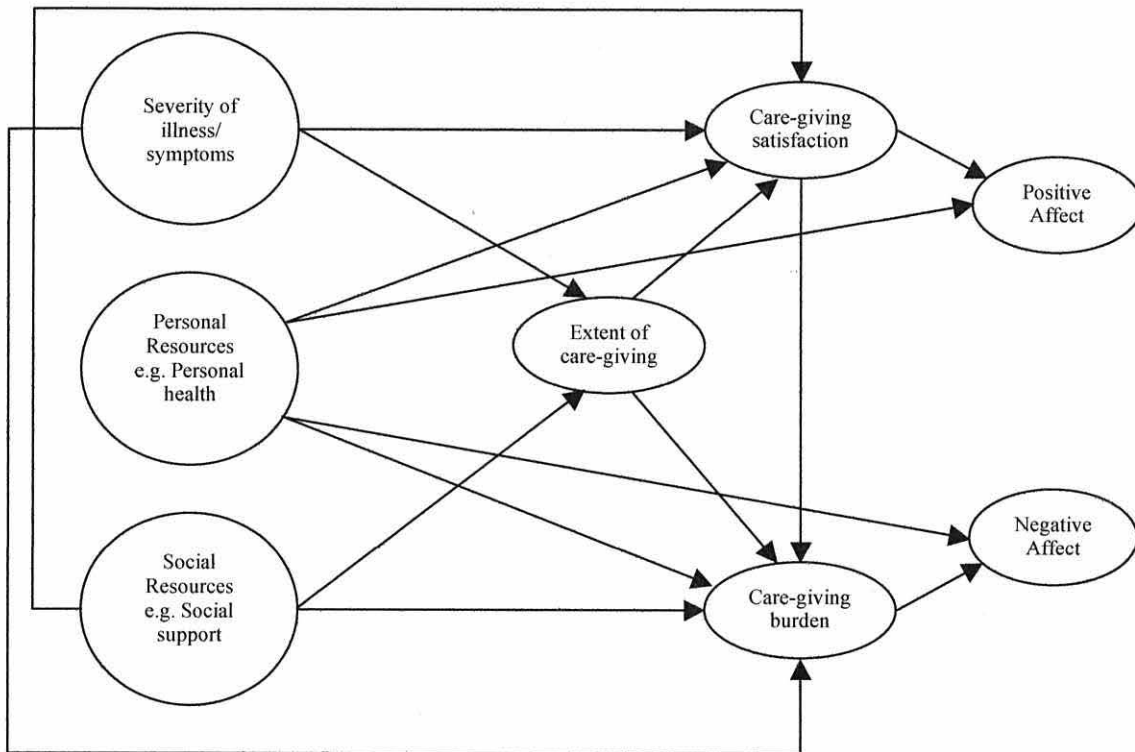 Severity of
illness/
symptoms
Care-giving
satisfaction
Positive
Affect
Personal
Resources
e.g. Personal
health
Extent of
care-giving
Social
Resources
e.g. Social
support
Care-giving
burden
Negative
Affect